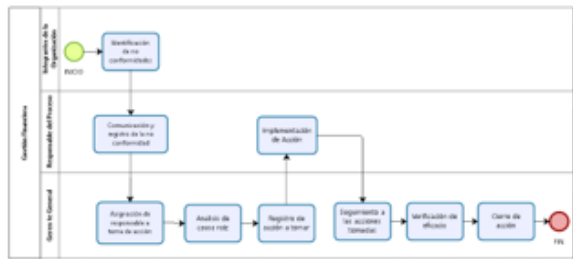 Gestión Financiera
Integrantes de la
Organización
Responsable del Proceso
Gerente General
INICIO
Identificación
de no
conformidades
Comunicación y
registro de la no
conformidad
Implementación
de Acción
Asignación de
responsable a
toma de acción
Analisis de
causa raíz
Registro de
acción a tomar
Seguimiento a
las acciones
tomadas
Verificación de
eficacia
Cierre de
acción
FIN